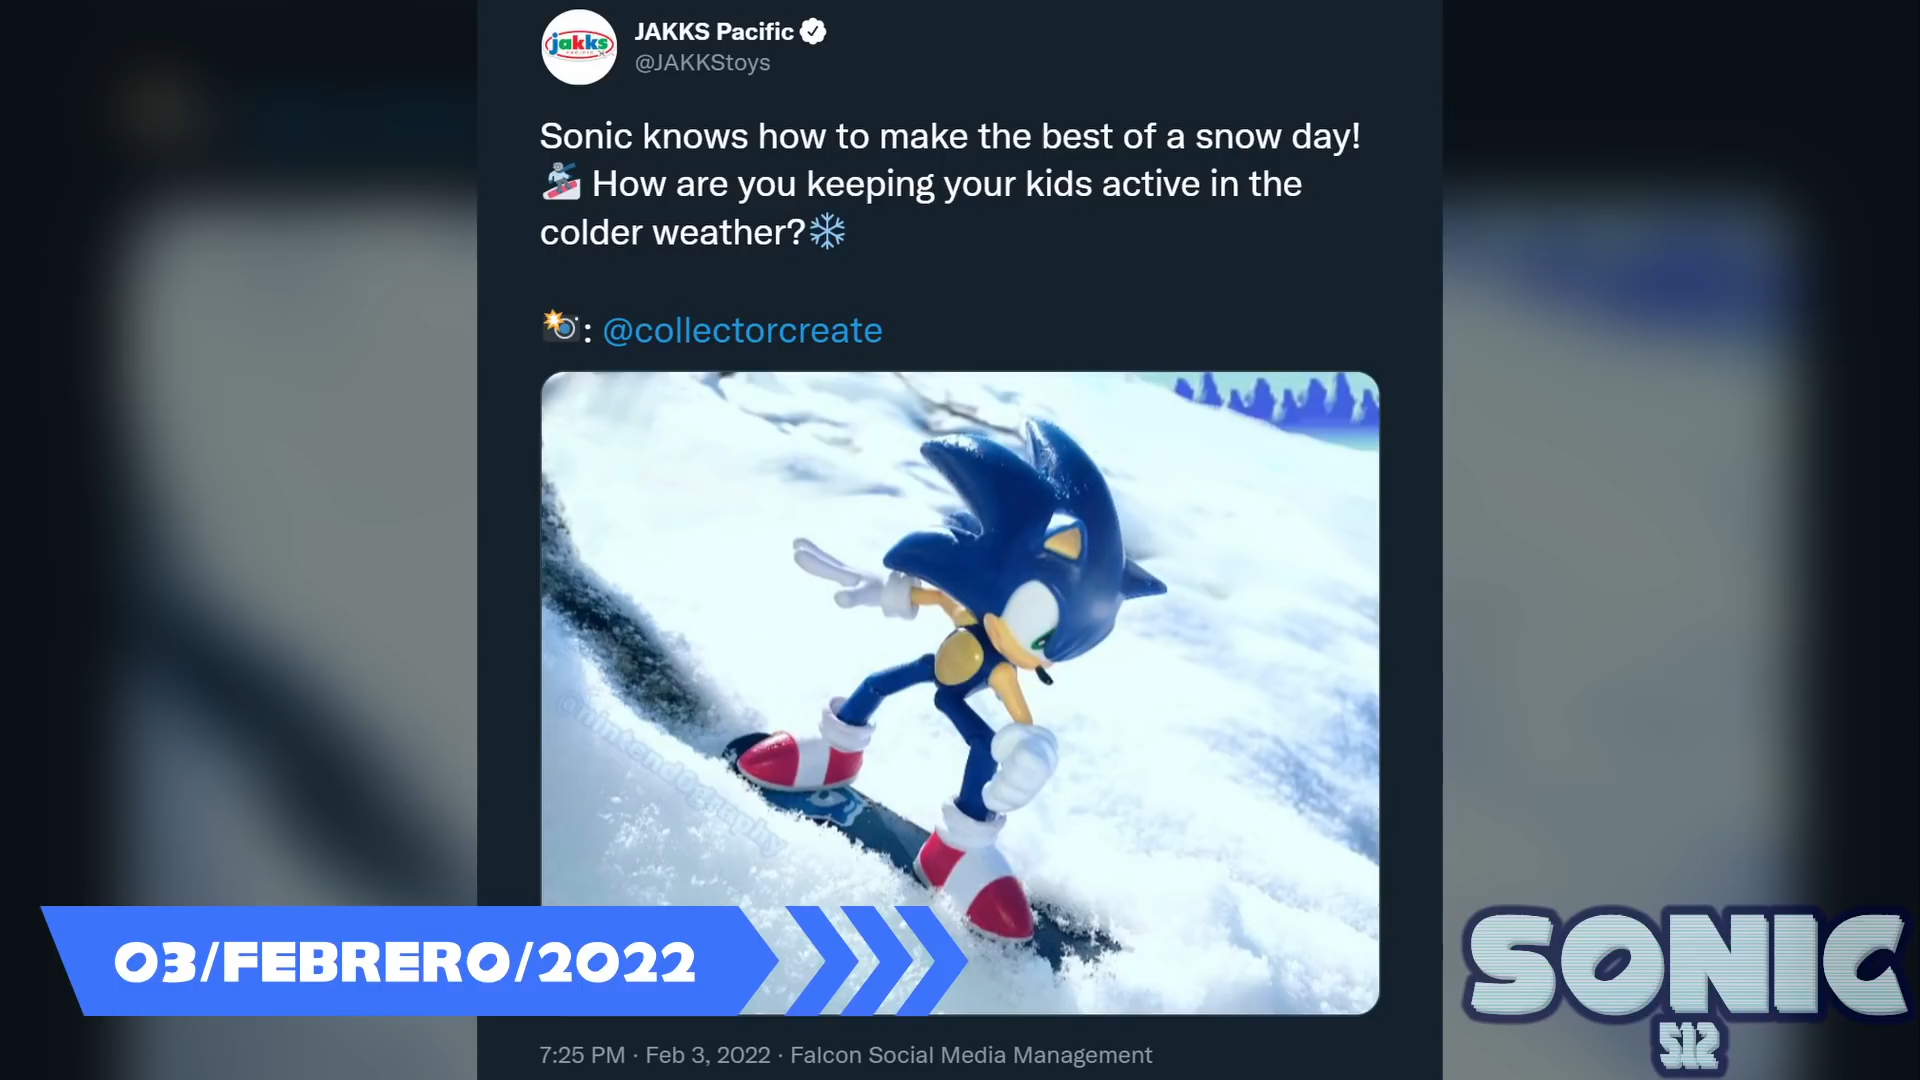 jakks
JAKKS Pacific
@JAKKStoys
Sonic knows how to make the best of a snow day!
🏂 How are you keeping your kids active in the
colder weather?❄
📸: @collectorcreate
03/FEBRERO/2022
SONIC
512
7:25 PM · Feb 3, 2022 · Falcon Social Media Management